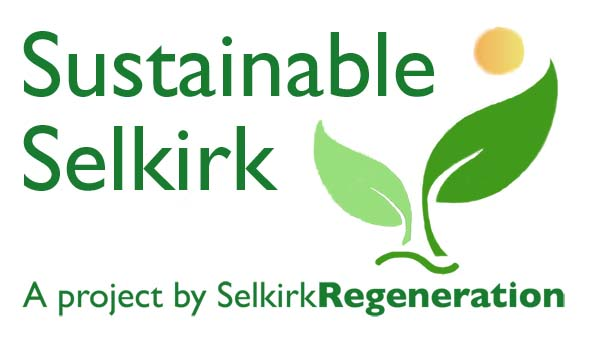 Sustainable
Selkirk
A project by SelkirkRegeneration